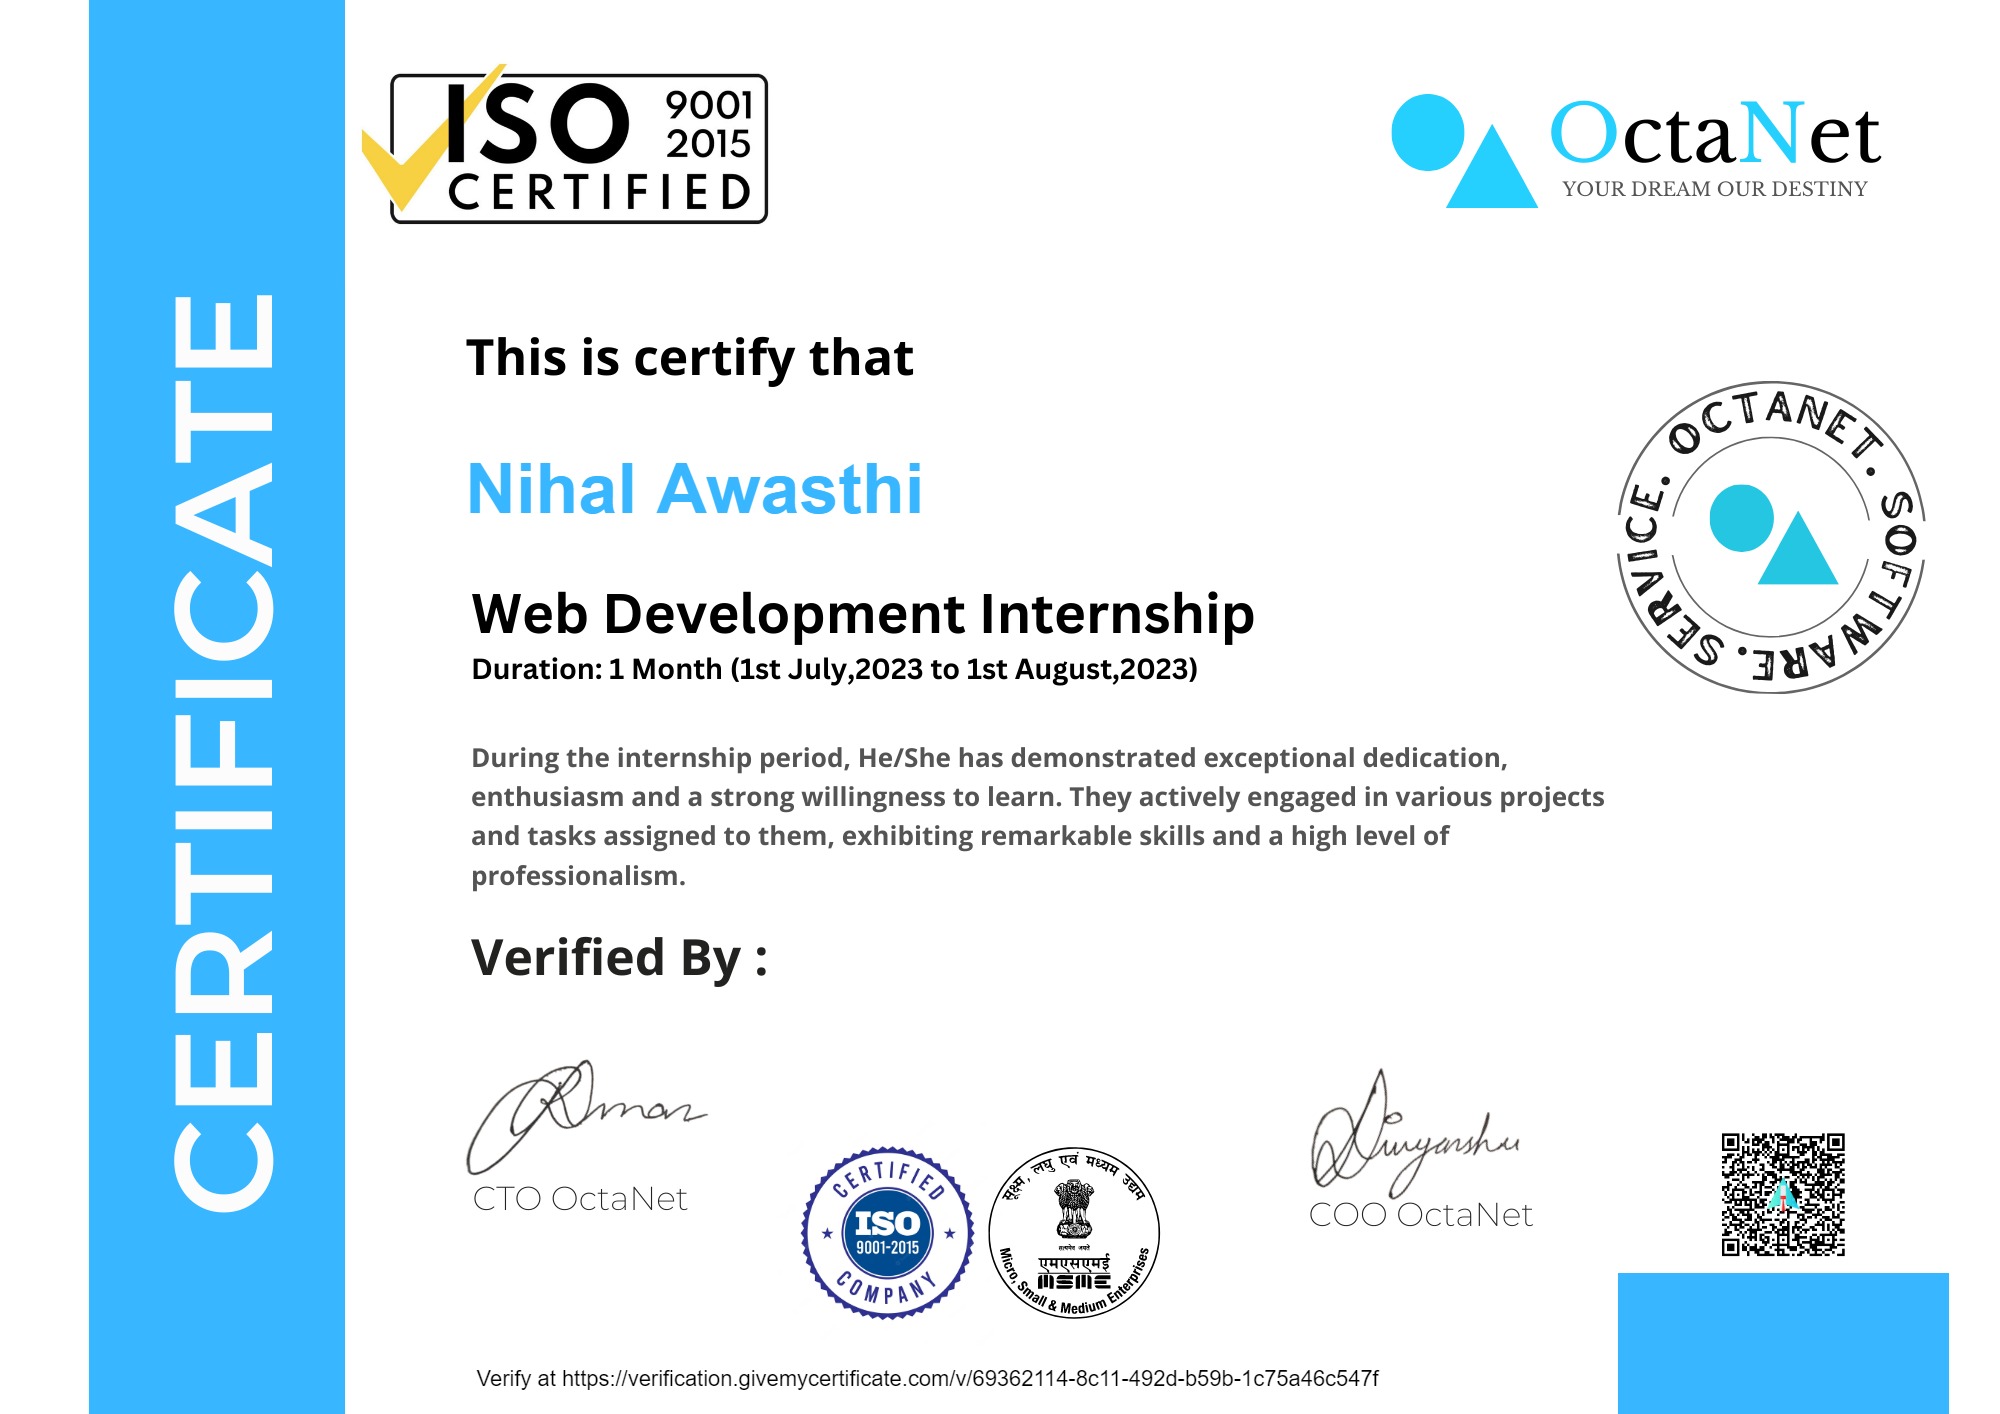 CERTIFICATE
ISO 9001
2015
CERTIFIED
OctaNet
YOUR DREAM OUR DESTINY
This is certify that
Nihal Awasthi
OCTANET. SOFTWARE. SERVICE.
Web Development Internship
Duration: 1 Month (1st July,2023 to 1st August,2023)
During the internship period, He/She has demonstrated exceptional dedication,
enthusiasm and a strong willingness to learn. They actively engaged in various projects
and tasks assigned to them, exhibiting remarkable skills and a high level of
professionalism.
Verified By :
Aman
CTO OctaNet
CERTIFIED
ISO
9001-2015
COMPANY
सूक्ष्म, लघु एवं मध्यम उद्यम
सत्यमेव जयते
एमएसएमई
MSME
Micro, Small & Medium Enterprises
Divyanshu
COO OctaNet
Verify at https://verification.givemycertificate.com/v/69362114-8c11-492d-b59b-1c75a46c547f